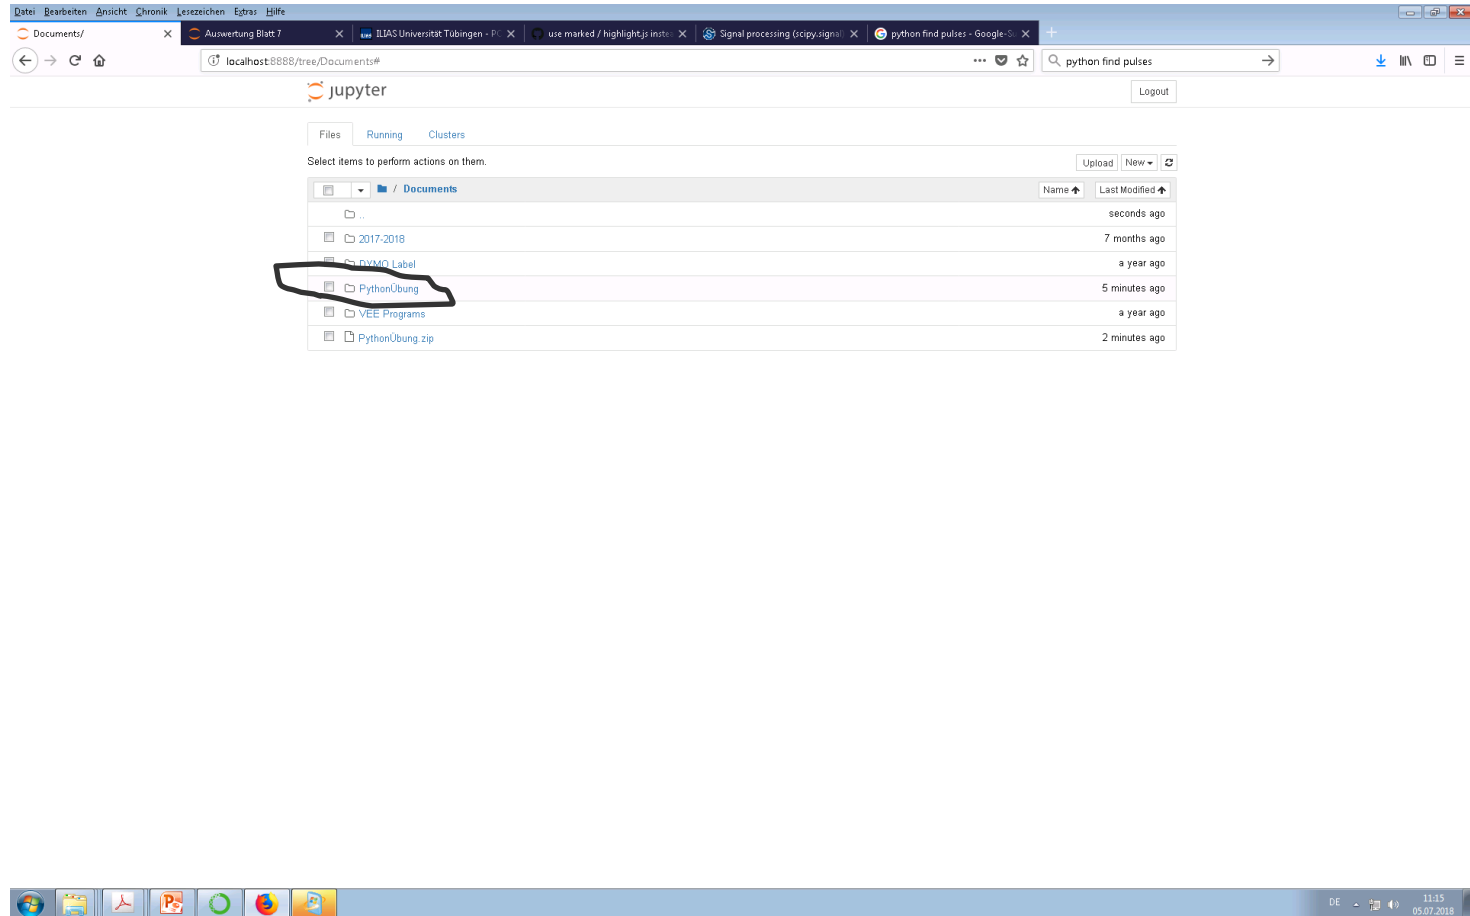 Datei Bearbeiten Ansicht Chronik Lesezeichen Extras Hilfe
Documents/ Auswertung Blatt 7 ILIAS Universität Tübingen - PC use marked / highlight.js inste Signal processing (scipy.signal) python find pulses - Google-Su
localhost:8888/tree/Documents# python find pulses
jupyter Logout
Files Running Clusters
Select items to perform actions on them. Upload New
/ Documents Name Last Modified
.. seconds ago
2017-2018 7 months ago
DYMO Label a year ago
PythonÜbung 5 minutes ago
VEE Programs a year ago
PythonÜbung.zip 2 minutes ago
DE 11:15
05.07.2018